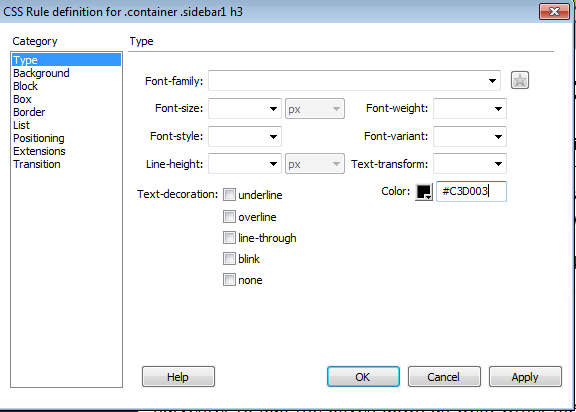 CSS Rule definition for .container .sidebar1 h3
Category
Type
Type
Background
Block
Box
Border
List
Positioning
Extensions
Transition
Font-family:
Font-size: px Font-weight:
Font-style: Font-variant:
Line-height: px Text-transform:
Text-decoration: underline Color: #C3D003
overline
line-through
blink
none
Help OK Cancel Apply